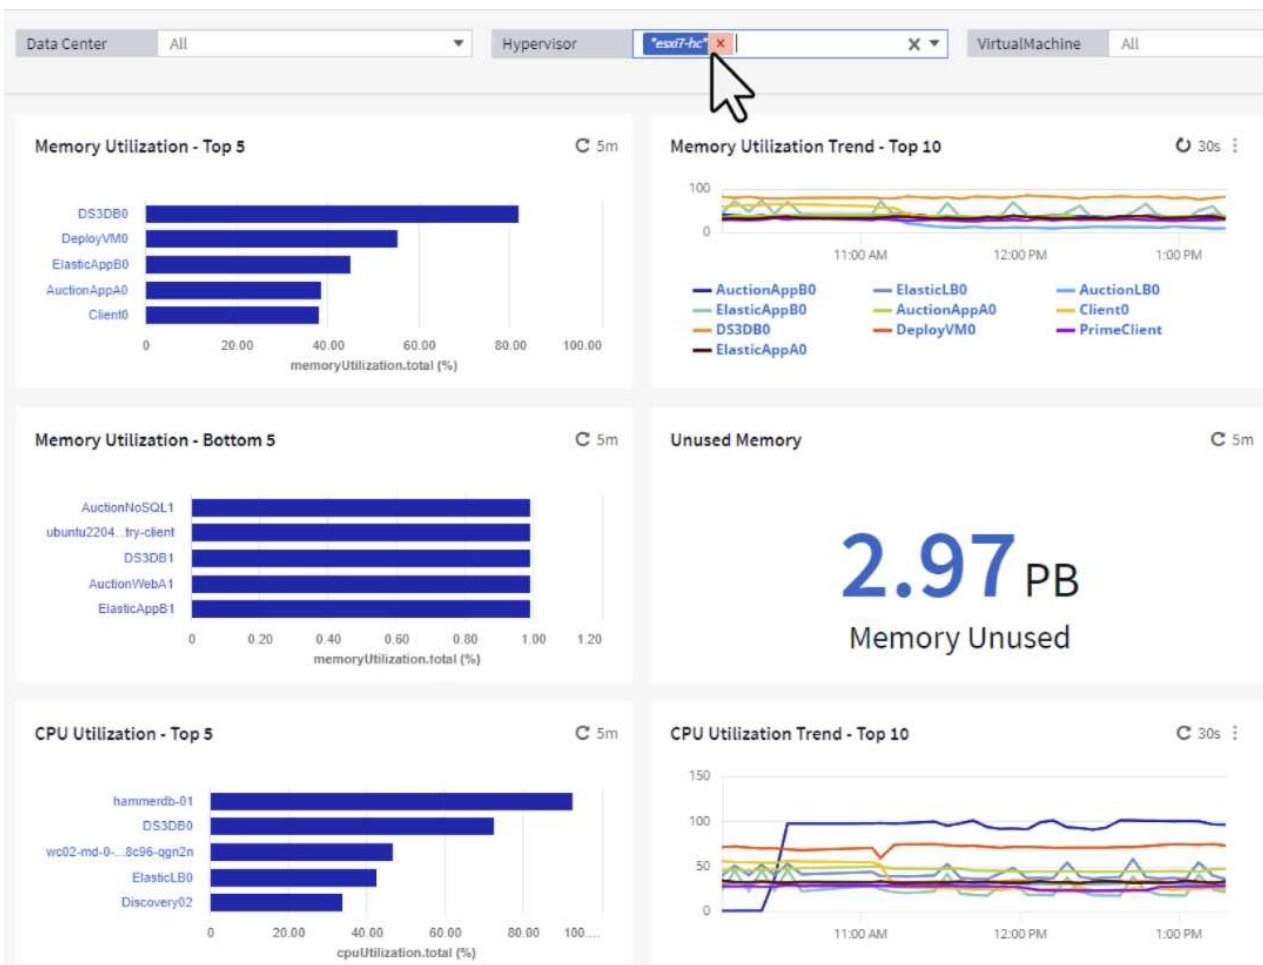 Data Center All Hypervisor "esxi7-hc" × VirtualMachine All
Memory Utilization - Top 5 5m
DS3DB0
DeployVM0
ElasticAppB0
AuctionAppA0
Client0
0 20.00 40.00 60.00 80.00 100.00
memoryUtilization.total (%)
Memory Utilization Trend - Top 10 30s
100
0
11:00 AM 12:00 PM 1:00 PM
AuctionAppB0 ElasticLB0 AuctionLB0
ElasticAppB0 AuctionAppA0 Client0
DS3DB0 DeployVM0 PrimeClient
ElasticAppA0
Memory Utilization - Bottom 5 5m
AuctionNoSQL1
ubuntu2204...try-client
DS3DB1
AuctionWebA1
ElasticAppB1
0 0.20 0.40 0.60 0.80 1.00 1.20
memoryUtilization.total (%)
Unused Memory 5m
2.97 PB
Memory Unused
CPU Utilization - Top 5 5m
hammerdb-01
DS3DB0
wc02-md-0-...8c96-qgn2n
ElasticLB0
Discovery02
0 20.00 40.00 60.00 80.00 100....
cpuUtilization.total (%)
CPU Utilization Trend - Top 10 30s
150
100
50
0
11:00 AM 12:00 PM 1:00 PM